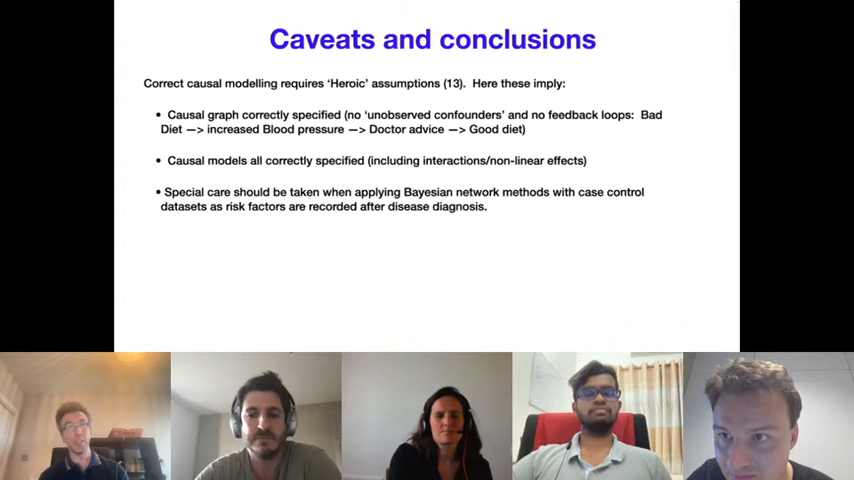 Caveats and conclusions
Correct causal modelling requires ‘Heroic’ assumptions (13). Here these imply:
• Causal graph correctly specified (no ‘unobserved confounders’ and no feedback loops: Bad
Diet —> increased Blood pressure —> Doctor advice —> Good diet)
• Causal models all correctly specified (including interactions/non-linear effects)
• Special care should be taken when applying Bayesian network methods with case control
datasets as risk factors are recorded after disease diagnosis.